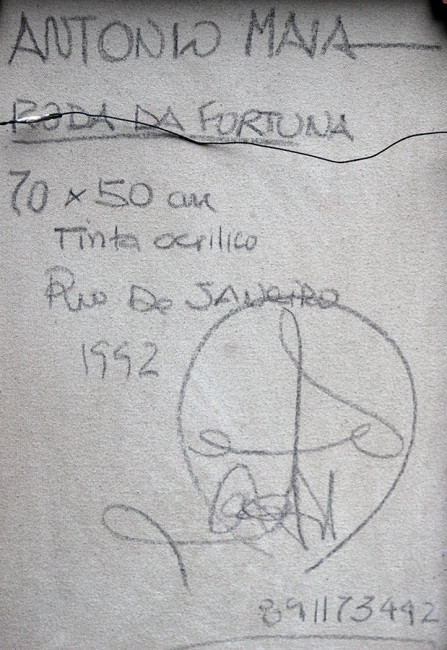 ANTONIO MAIA
RODA DA FORTUNA
70 x 50 cm
Tinta acrilico
Rio De JANEIRO
1992
891173492